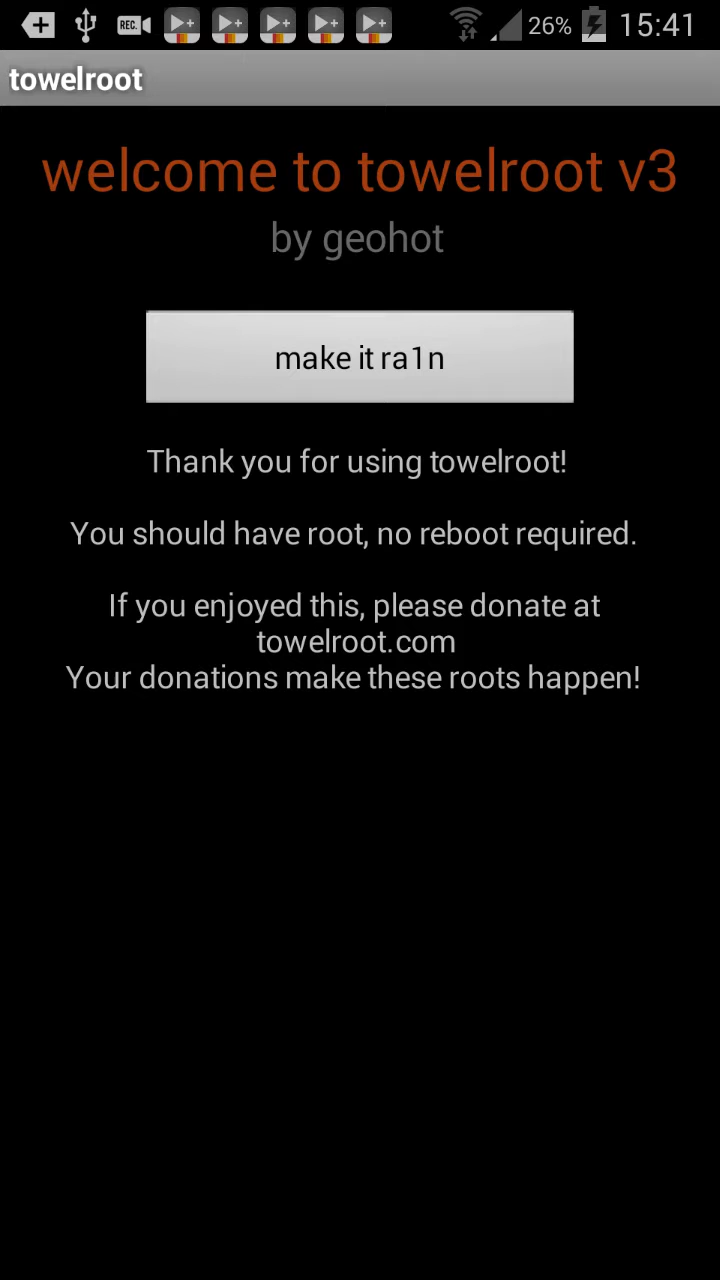 REC. 26% 15:41
towelroot
welcome to towelroot v3
by geohot
make it ra1n
Thank you for using towelroot!
You should have root, no reboot required.
If you enjoyed this, please donate at
towelroot.com
Your donations make these roots happen!